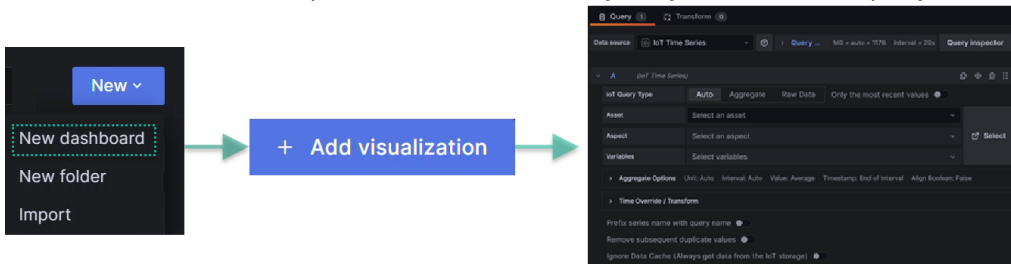 New
New dashboard
New folder
Import
+ Add visualization
Query 1 Transform 0
Data source IoT Time Series Query ... MD = auto = 1178 Interval = 20s Query inspector
A (IoT Time Series)
IoT Query Type Auto Aggregate Raw Data Only the most recent values
Asset Select an asset
Aspect Select an aspect Select
Variables Select variables
Aggregate Options Unit: Auto Interval: Auto Value: Average Timestamp: End of Interval Align Boolean: False
Time Override / Transform
Prefix series name with query name
Remove subsequent duplicate values
Ignore Data Cache (Always get data from the IoT storage)